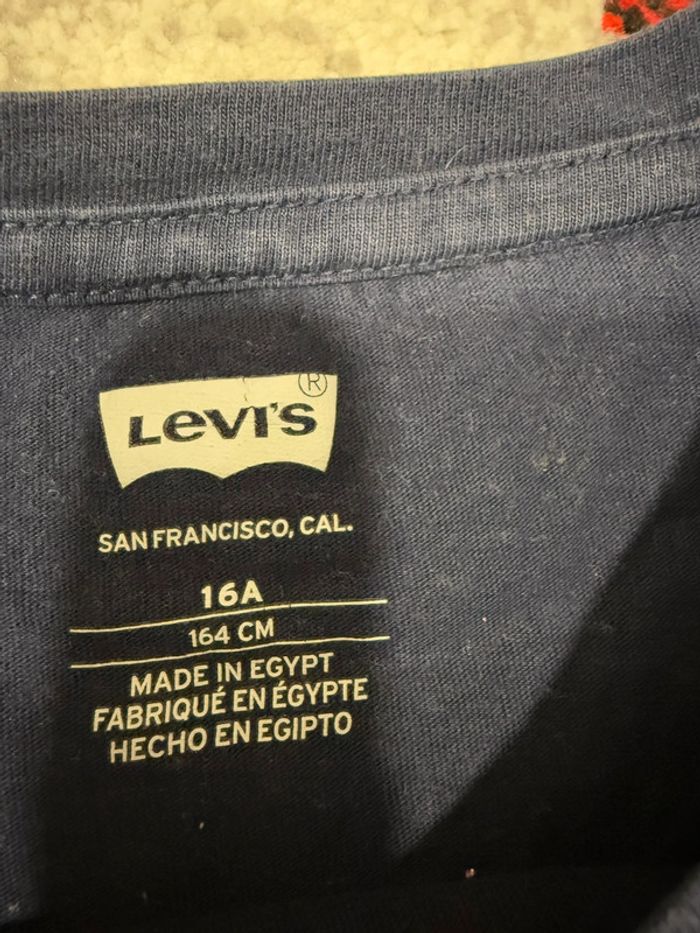 Levi's ®
SAN FRANCISCO, CAL.
16A
164 CM
MADE IN EGYPT
FABRIQUÉ EN ÉGYPTE
HECHO EN EGIPTO